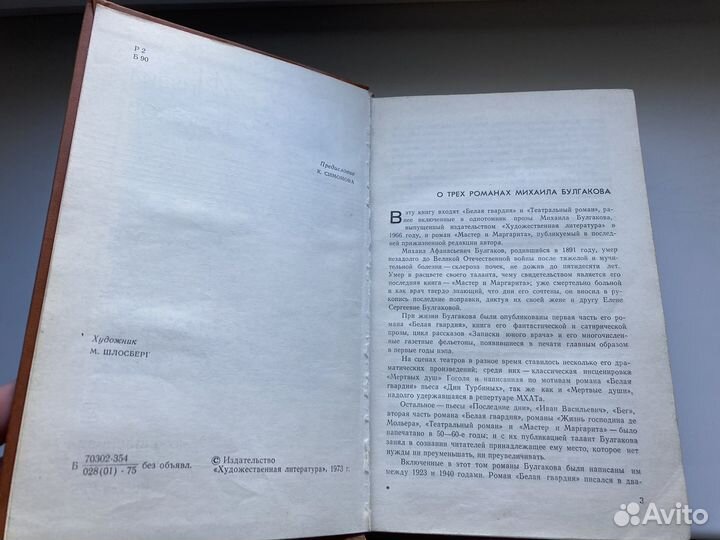 Р 2
Б 90
Предисловие
К. СИМОНОВА
Художник
М. ШЛОСБЕРГ
Б 70302-354 без объявл.
028(01) - 75
© Издательство
«Художественная литература», 1973 г.
О ТРЕХ РОМАНАХ МИХАИЛА БУЛГАКОВА
В эту книгу входят «Белая гвардия» и «Театральный роман», ра-
нее включенные в однотомник прозы Михаила Булгакова,
выпущенный издательством «Художественная литература» в
1966 году, и роман «Мастер и Маргарита», публикуемый в послед-
ней прижизненной редакции автора.
Михаил Афанасьевич Булгаков, родившийся в 1891 году, умер
незадолго до Великой Отечественной войны после тяжелой и мучи-
тельной болезни — склероза почек, не дожив до пятидесяти лет.
Умер в расцвете своего таланта, чему свидетельством является его
последняя книга — «Мастер и Маргарита»; уже смертельно больной
и как врач твердо знающий, что дни его сочтены, он вносил в ру-
копись последние поправки, диктуя их своей жене и другу Елене
Сергеевне Булгаковой.
При жизни Булгакова были опубликованы первая часть его ро-
мана «Белая гвардия», книга его фантастической и сатирической
прозы, цикл рассказов «Записки юного врача» и его многочислен-
ные газетные фельетоны, появившиеся в печати главным образом
в первые годы нэпа.
На сценах театров в разное время ставилось несколько его дра-
матических произведений; среди них — классическая инсценировка
«Мертвых душ» Гоголя и написанная по мотивам романа «Белая
гвардия» пьеса «Дни Турбиных», так же как и «Мертвые души»,
надолго удержавшаяся в репертуаре МХАТа.
Остальное — пьесы «Последние дни», «Иван Васильевич», «Бег»,
вторая часть романа «Белая гвардия», романы «Жизнь господина де
Мольера», «Театральный роман» и «Мастер и Маргарита» — было
напечатано в 50—60-е годы; и с их публикацией талант Булгакова
занял в сознании читателей принадлежащее ему место, которое нет
нужды ни преуменьшать, ни преувеличивать.
Включенные в этот том романы Булгакова были написаны им
между 1923 и 1940 годами. Роман «Белая гвардия» писался в два-
3
Avito